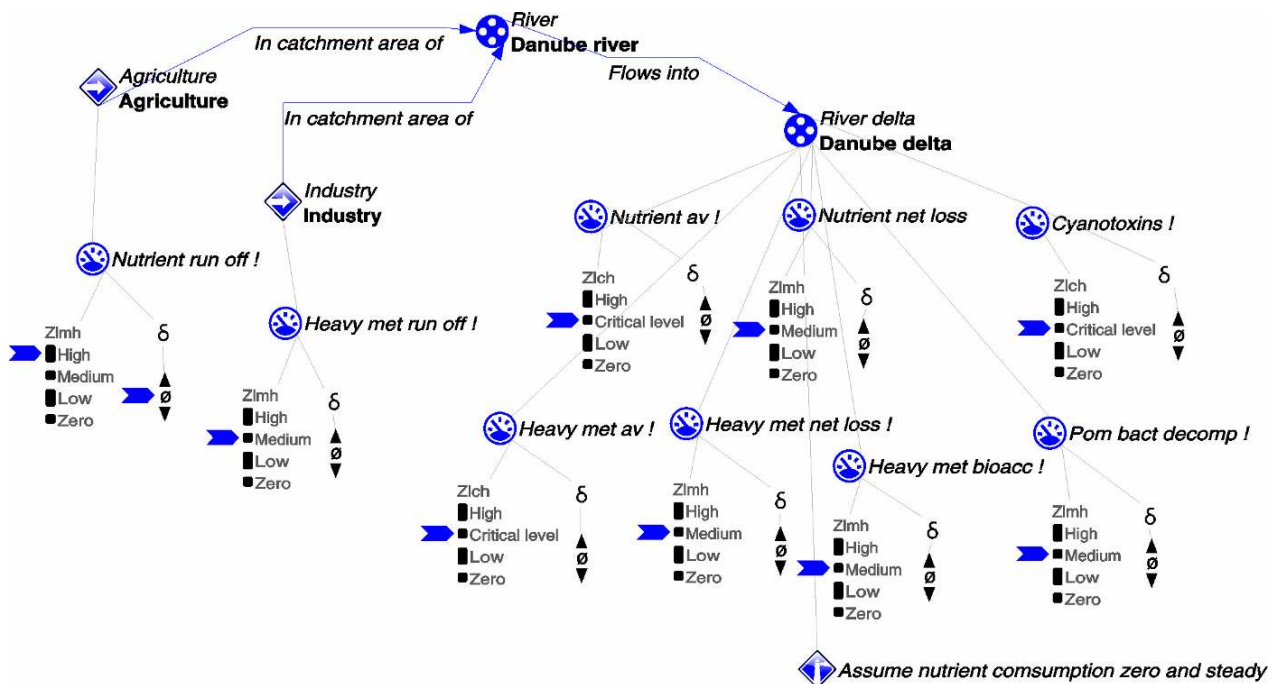 River
Danube river
In catchment area of
Flows into
Agriculture
Agriculture
In catchment area of
River delta
Danube delta
Industry
Industry
Nutrient av !
Nutrient net loss
Cyanotoxins !
Nutrient run off !
Zlch
High
Critical level
Low
Zero
δ
ø
Zlmh
High
Medium
Low
Zero
δ
ø
Zlch
High
Critical level
Low
Zero
δ
ø
Heavy met run off !
Zlmh
High
Medium
Low
Zero
δ
ø
Zlmh
High
Medium
Low
Zero
δ
ø
Heavy met av !
Heavy met net loss !
Heavy met bioacc !
Pom bact decomp !
Zlch
High
Critical level
Low
Zero
δ
ø
Zlmh
High
Medium
Low
Zero
δ
ø
Zlmh
High
Medium
Low
Zero
δ
ø
Zlmh
High
Medium
Low
Zero
δ
ø
Assume nutrient comsumption zero and steady